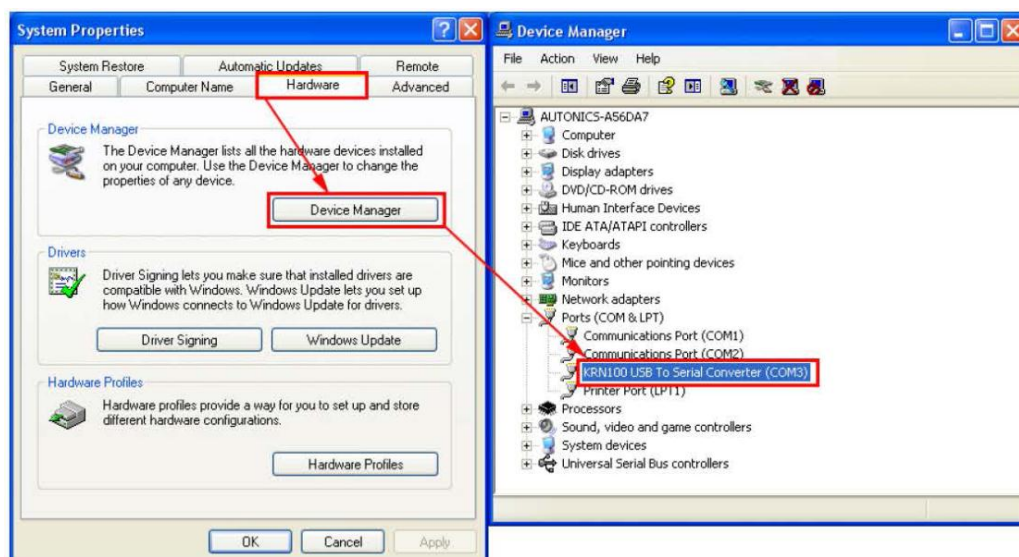 System Properties
System Restore
Automatic Updates
Remote
General
Computer Name
Hardware
Advanced
Device Manager
The Device Manager lists all the hardware devices installed
on your computer. Use the Device Manager to change the
properties of any device.
Device Manager
Drivers
Driver Signing lets you make sure that installed drivers are
compatible with Windows. Windows Update lets you set up
how Windows connects to Windows Update for drivers.
Driver Signing
Windows Update
Hardware Profiles
Hardware profiles provide a way for you to set up and store
different hardware configurations.
Hardware Profiles
OK
Cancel
Apply
Device Manager
File Action View Help
AUTONICS-A56DA7
Computer
Disk drives
Display adapters
DVD/CD-ROM drives
Human Interface Devices
IDE ATA/ATAPI controllers
Keyboards
Mice and other pointing devices
Monitors
Network adapters
Ports (COM & LPT)
Communications Port (COM1)
Communications Port (COM2)
KRN100 USB To Serial Converter (COM3)
Printer Port (LPT1)
Processors
Sound, video and game controllers
System devices
Universal Serial Bus controllers